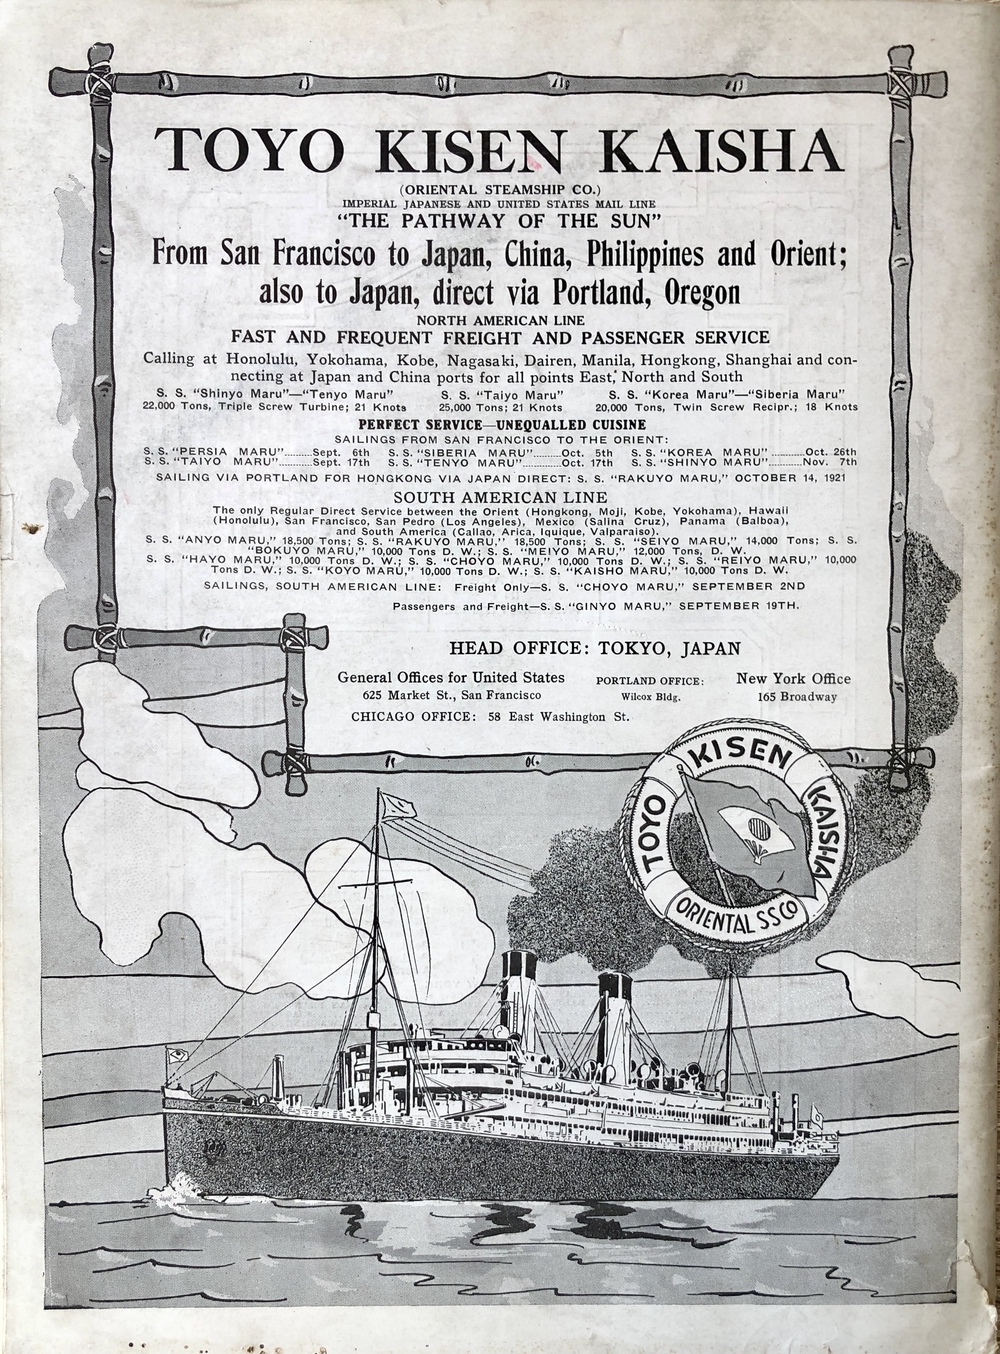 TOYO KISEN KAISHA
(ORIENTAL STEAMSHIP CO.)
IMPERIAL JAPANESE AND UNITED STATES MAIL LINE
“THE PATHWAY OF THE SUN”
From San Francisco to Japan, China, Philippines and Orient;
also to Japan, direct via Portland, Oregon
NORTH AMERICAN LINE
FAST AND FREQUENT FREIGHT AND PASSENGER SERVICE
Calling at Honolulu, Yokohama, Kobe, Nagasaki, Dairen, Manila, Hongkong, Shanghai and con-
necting at Japan and China ports for all points East, North and South
S. S. “Shinyo Maru”—“Tenyo Maru” S. S. “Taiyo Maru” S. S. “Korea Maru”—“Siberia Maru”
22,000 Tons, Triple Screw Turbine; 21 Knots 25,000 Tons; 21 Knots 20,000 Tons, Twin Screw Recipr.; 18 Knots
PERFECT SERVICE—UNEQUALLED CUISINE
SAILINGS FROM SAN FRANCISCO TO THE ORIENT:
S. S. “PERSIA MARU”..........Sept. 6th S. S. “SIBERIA MARU”..........Oct. 5th S. S. “KOREA MARU”..........Oct. 26th
S. S. “TAIYO MARU”..........Sept. 17th S. S. “TENYO MARU”..........Oct. 17th S. S. “SHINYO MARU”..........Nov. 7th
SAILING VIA PORTLAND FOR HONGKONG VIA JAPAN DIRECT: S. S. “RAKUYO MARU,” OCTOBER 14, 1921
SOUTH AMERICAN LINE
The only Regular Direct Service between the Orient (Hongkong, Moji, Kobe, Yokohama), Hawaii
(Honolulu), San Francisco, San Pedro (Los Angeles), Mexico (Salina Cruz), Panama (Balboa),
and South America (Callao, Arica, Iquique, Valparaiso).
S. S. “ANYO MARU,” 18,500 Tons; S. S. “RAKUYO MARU,” 18,500 Tons; S. S. “SEIYO MARU,” 14,000 Tons; S. S.
“BOKUYO MARU,” 10,000 Tons D. W.; S. S. “MEIYO MARU,” 12,000 Tons, D. W.
S. S. “HAYO MARU,” 10,000 Tons D. W.; S. S. “CHOYO MARU,” 10,000 Tons D. W.; S. S. “REIYO MARU,” 10,000
Tons D. W.; S. S. “KOYO MARU,” 10,000 Tons D. W.; S. S. “KAISHO MARU,” 10,000 Tons D. W.
SAILINGS, SOUTH AMERICAN LINE: Freight Only—S. S. “CHOYO MARU,” SEPTEMBER 2ND
Passengers and Freight—S. S. “GINYO MARU,” SEPTEMBER 19TH.
HEAD OFFICE: TOKYO, JAPAN
General Offices for United States PORTLAND OFFICE: New York Office
625 Market St., San Francisco Wilcox Bldg. 165 Broadway
CHICAGO OFFICE: 58 East Washington St.
TOYO KISEN KAISHA
ORIENTAL S S CO